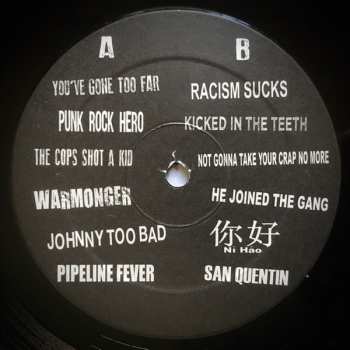 A
YOU'VE GONE TOO FAR
PUNK ROCK HERO
THE COPS SHOT A KID
WARMONGER
JOHNNY TOO BAD
PIPELINE FEVER
B
RACISM SUCKS
KICKED IN THE TEETH
NOT GONNA TAKE YOUR CRAP NO MORE
HE JOINED THE GANG
你好
Ni Hao
SAN QUENTIN